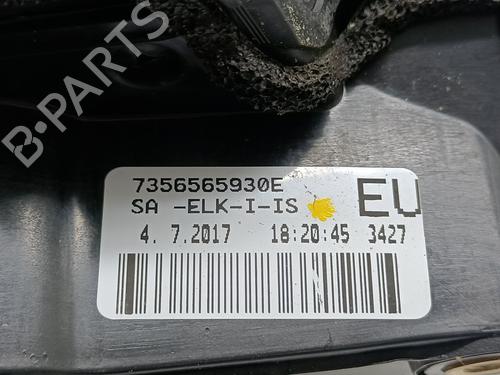 B-PARTS
7356565930E
SA -ELK-I-IS
EU
4. 7.2017 18:20:45 3427